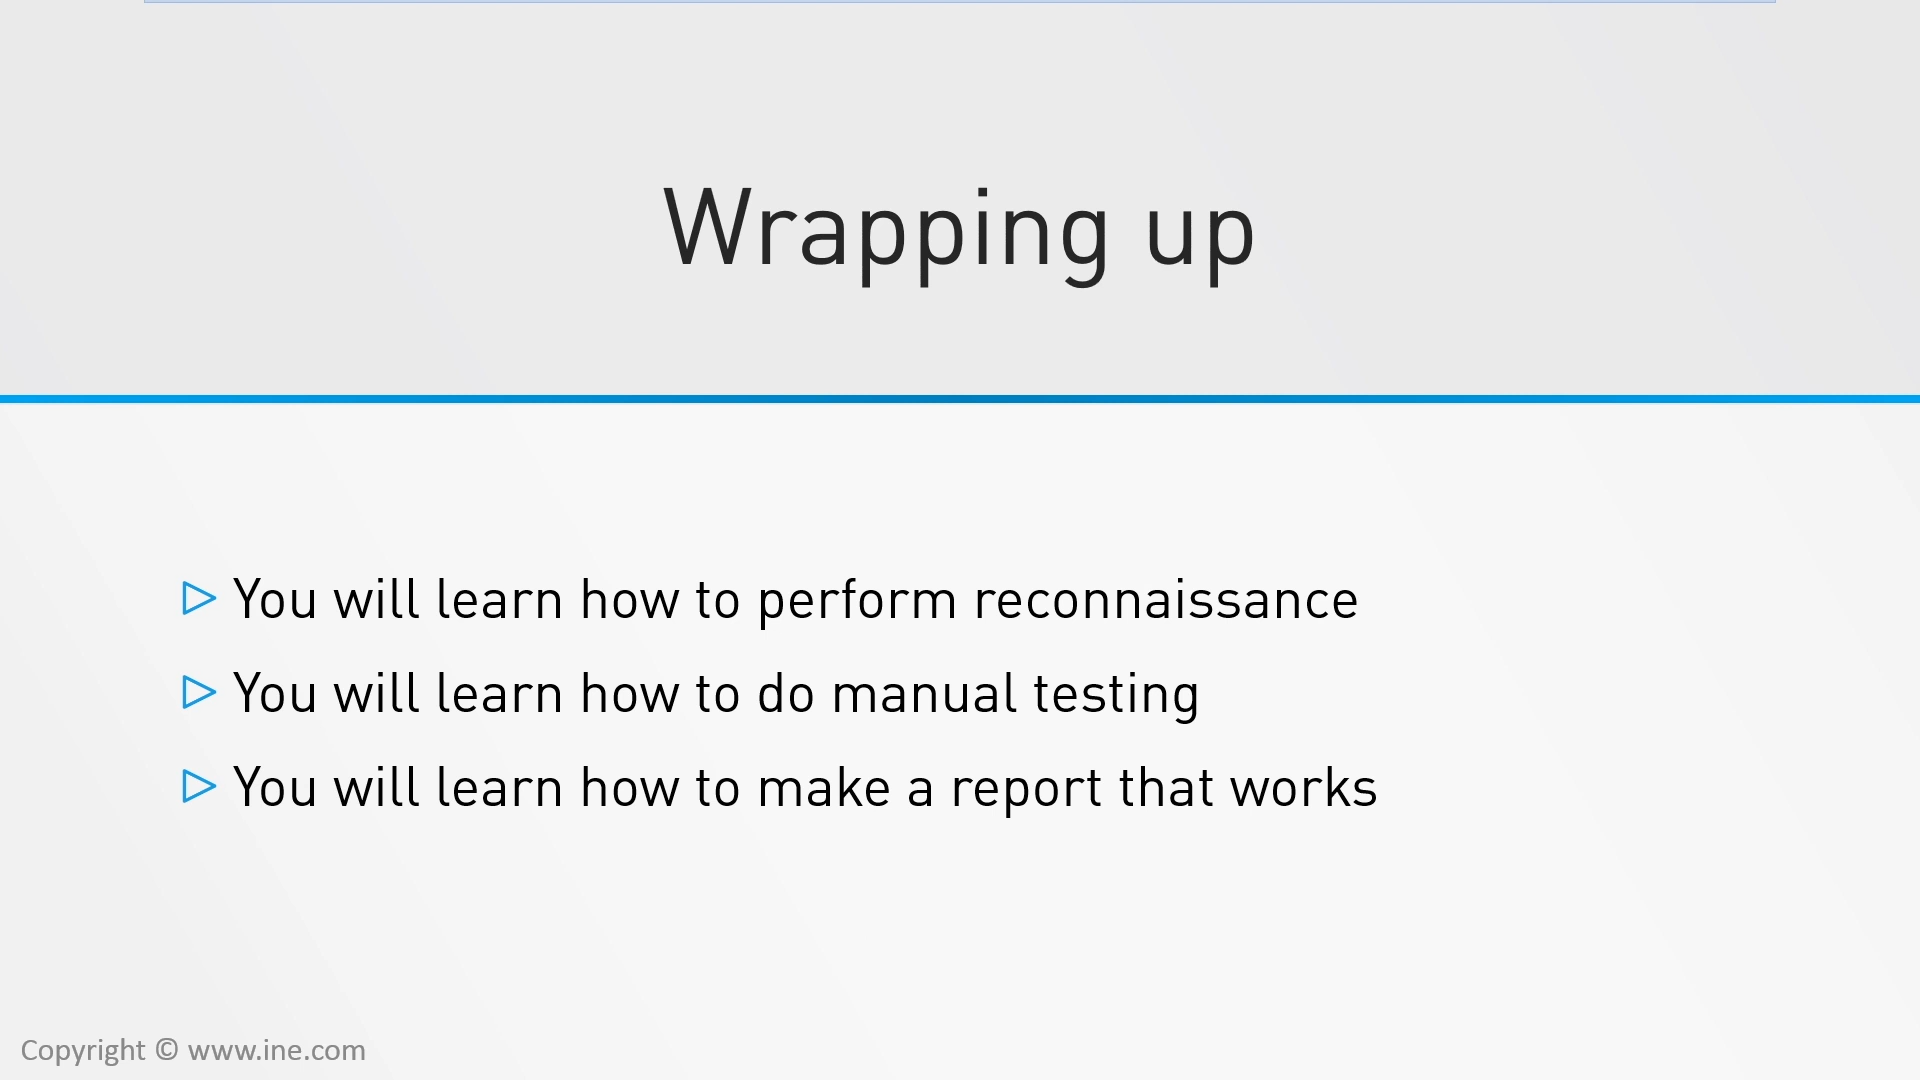 Wrapping up
You will learn how to perform reconnaissance
You will learn how to do manual testing
You will learn how to make a report that works
Copyright © www.ine.com